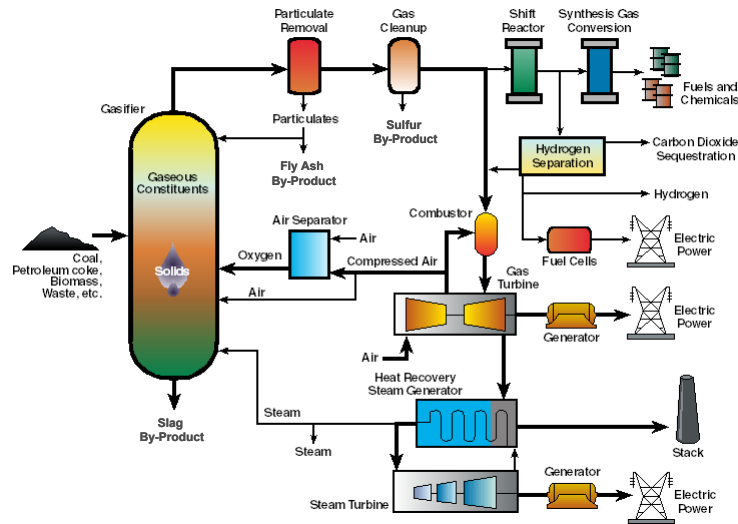 Particulate
Removal
Gas
Cleanup
Shift
Reactor
Synthesis Gas
Conversion
Gasifier
Particulates
Sulfur
By-Product
Fuels and
Chemicals
Fly Ash
By-Product
Gaseous
Constituents
Hydrogen
Separation
Carbon Dioxide
Sequestration
Hydrogen
Air Separator
Combustor
Air
Oxygen
Compressed Air
Fuel Cells
Electric
Power
Coal,
Petroleum coke,
Biomass,
Waste, etc.
Solids
Air
Gas
Turbine
Generator
Electric
Power
Air
Heat Recovery
Steam Generator
Slag
By-Product
Steam
Steam
Stack
Steam Turbine
Generator
Electric
Power